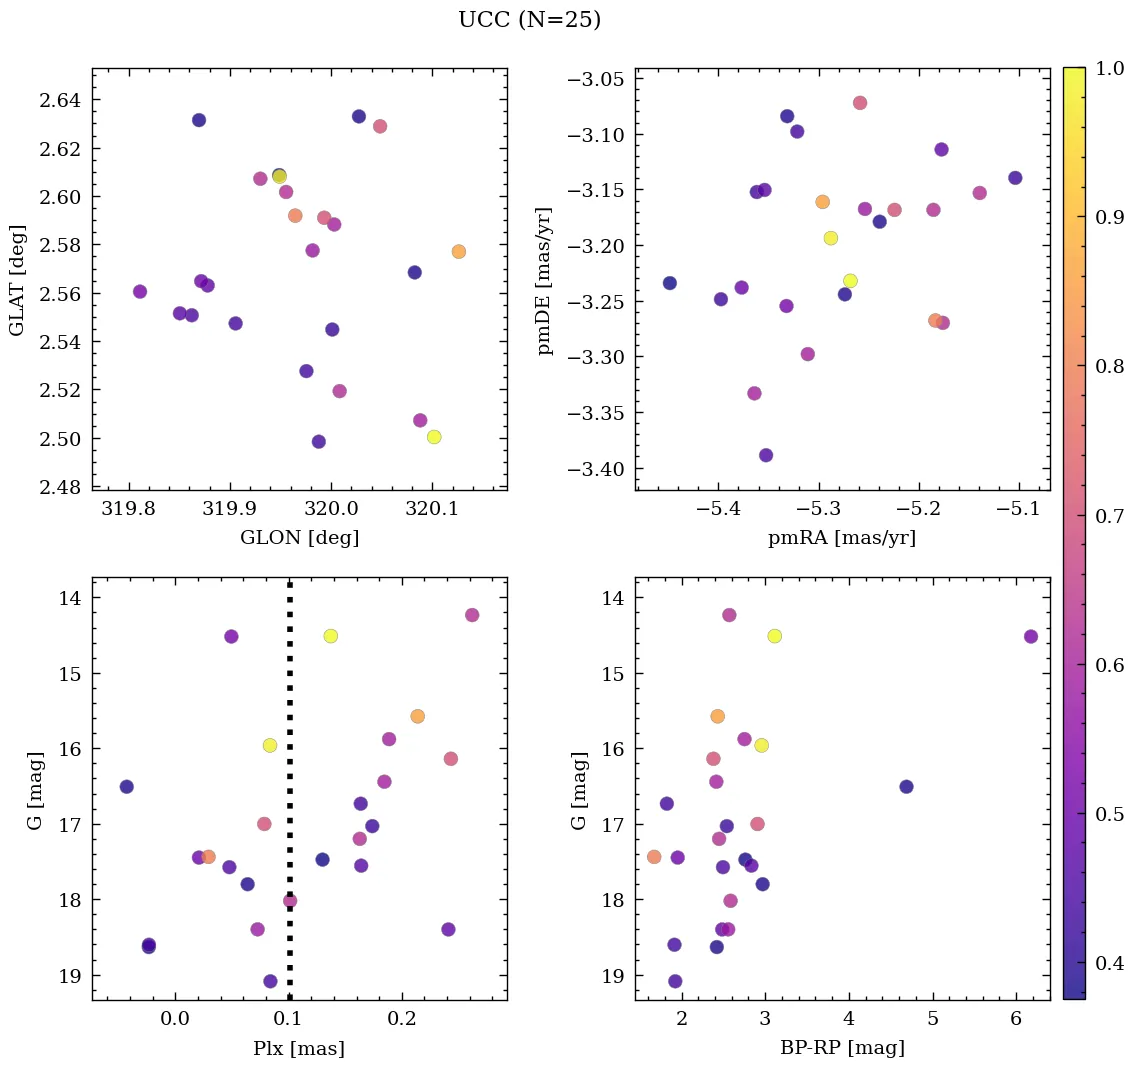 UCC (N=25)
2.64
2.62
2.60
2.58
2.56
2.54
2.52
2.50
2.48
GLAT [deg]
319.8 319.9 320.0 320.1
GLON [deg]
−3.05
−3.10
−3.15
−3.20
−3.25
−3.30
−3.35
−3.40
pmDE [mas/yr]
−5.4 −5.3 −5.2 −5.1
pmRA [mas/yr]
14
15
16
17
18
19
G [mag]
0.0 0.1 0.2
Plx [mas]
14
15
16
17
18
19
G [mag]
2 3 4 5 6
BP-RP [mag]
1.0
0.9
0.8
0.7
0.6
0.5
0.4